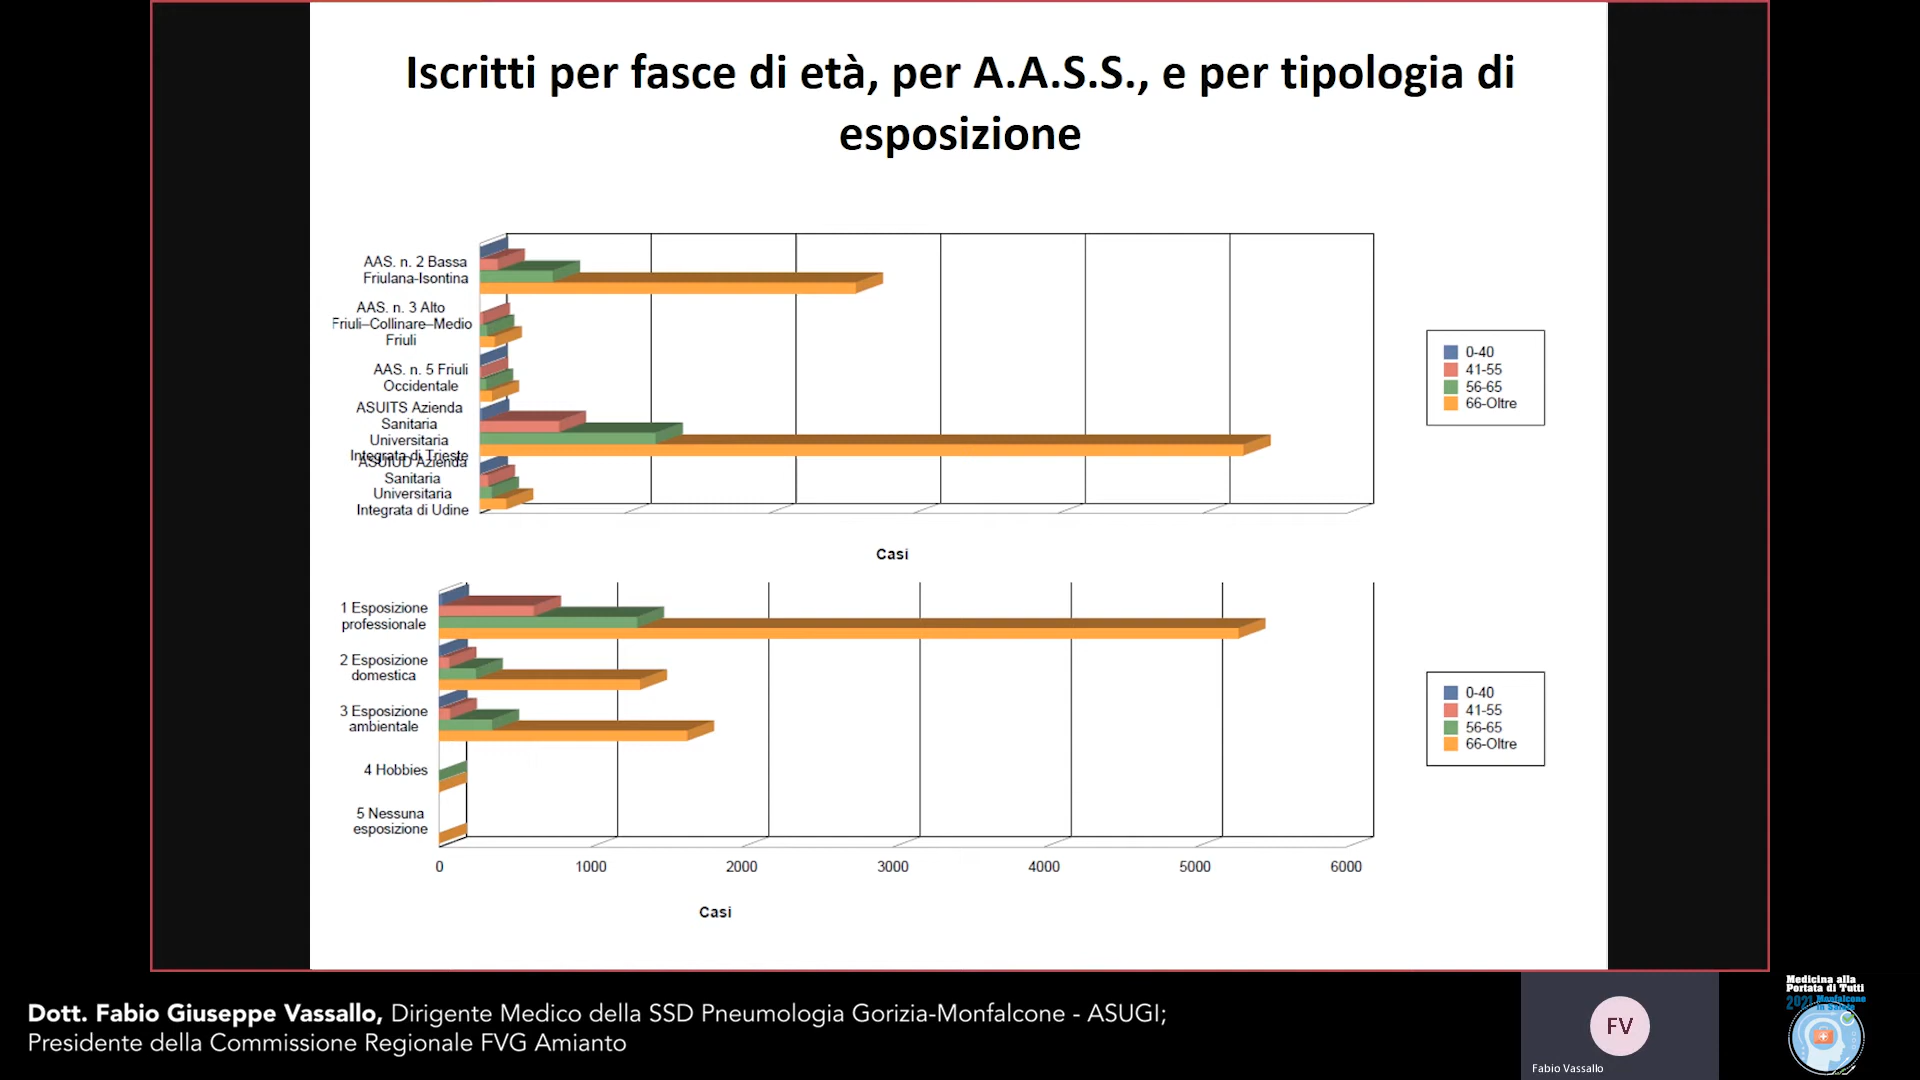 Iscritti per fasce di età, per A.A.S.S., e per tipologia di
esposizione
AAS. n. 2 Bassa
Friulana-Isontina
AAS. n. 3 Alto
Friuli–Collinare–Medio
Friuli
AAS. n. 5 Friuli
Occidentale
ASUITS Azienda
Sanitaria
Universitaria
Integrata di Trieste
ASUIUD Azienda
Sanitaria
Universitaria
Integrata di Udine
0-40
41-55
56-65
66-Oltre
Casi
1 Esposizione
professionale
2 Esposizione
domestica
3 Esposizione
ambientale
4 Hobbies
5 Nessuna
esposizione
0-40
41-55
56-65
66-Oltre
0 1000 2000 3000 4000 5000 6000
Casi
Dott. Fabio Giuseppe Vassallo, Dirigente Medico della SSD Pneumologia Gorizia-Monfalcone - ASUGI;
Presidente della Commissione Regionale FVG Amianto
FV
Fabio Vassallo
Medicina alla
Portata di Tutti
2021 Monfalcone
in Salute